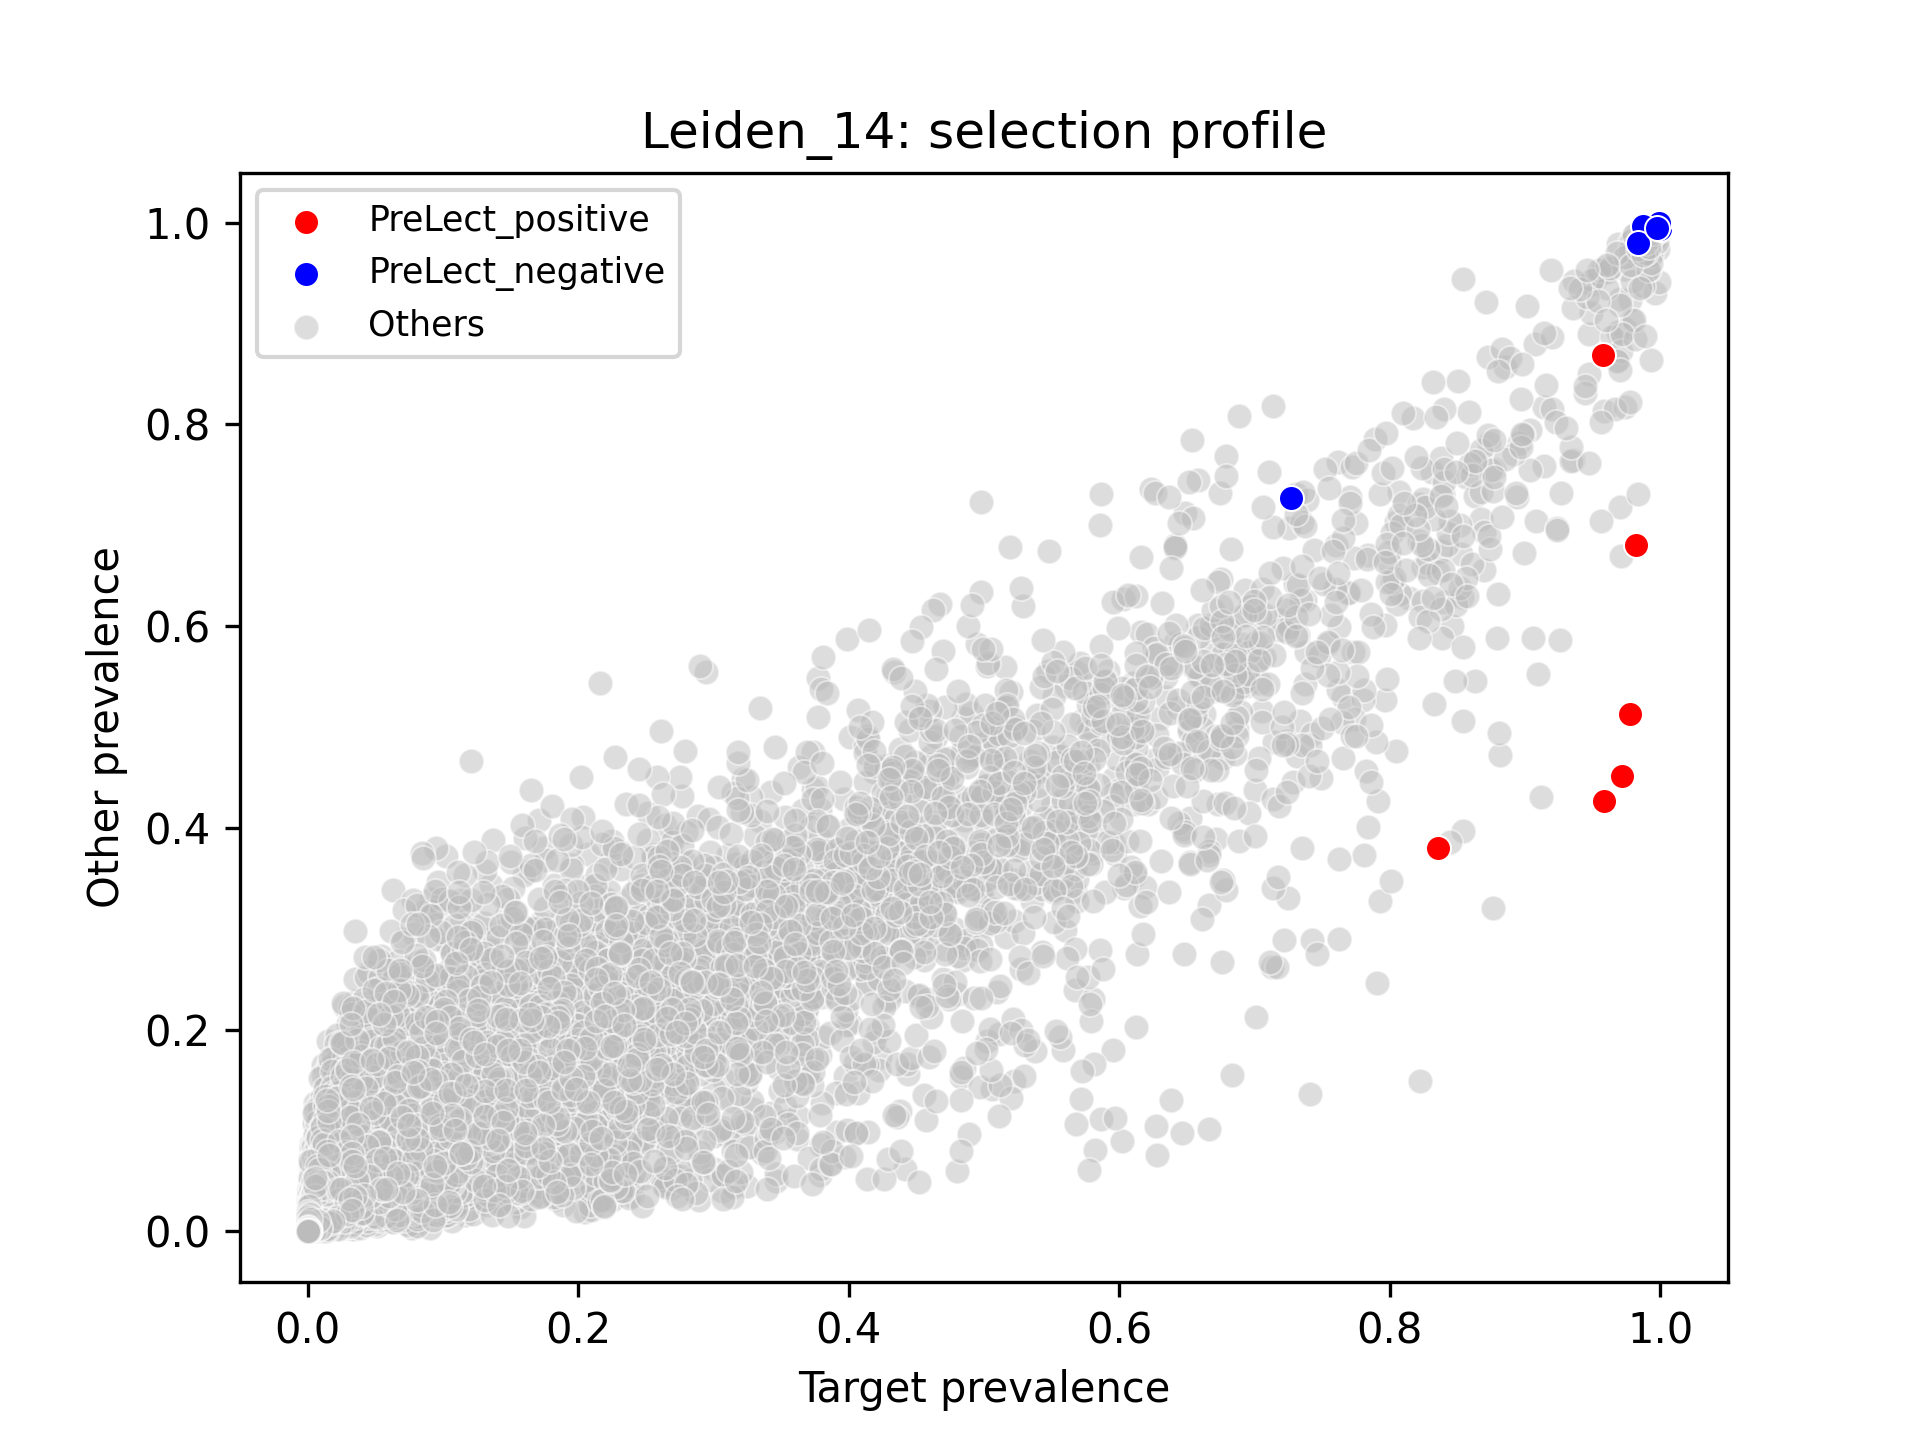 Leiden_14: selection profile
PreLect_positive
PreLect_negative
Others
1.0
0.8
0.6
0.4
0.2
0.0
Other prevalence
0.0 0.2 0.4 0.6 0.8 1.0
Target prevalence